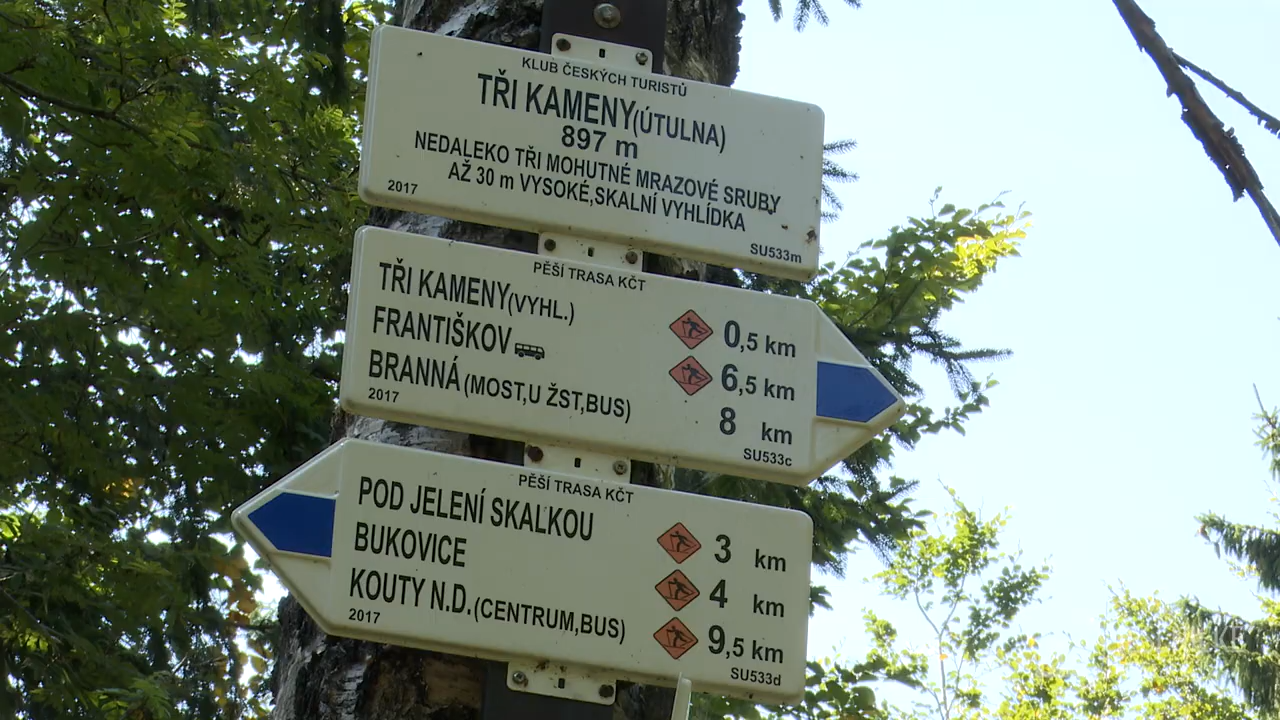 KLUB ČESKÝCH TURISTŮ
TŘI KAMENY(ÚTULNA)
897 m
NEDALEKO TŘI MOHUTNÉ MRAZOVÉ SRUBY
AŽ 30 m VYSOKÉ,SKALNÍ VYHLÍDKA
2017 SU533m
PĚŠÍ TRASA KČT
TŘI KAMENY(VYHL.) 0,5 km
FRANTIŠKOV 6,5 km
BRANNÁ(MOST,U ŽST,BUS) 8 km
2017 SU533c
PĚŠÍ TRASA KČT
POD JELENÍ SKALKOU 3 km
BUKOVICE 4 km
KOUTY N.D.(CENTRUM,BUS) 9,5 km
2017 SU533d